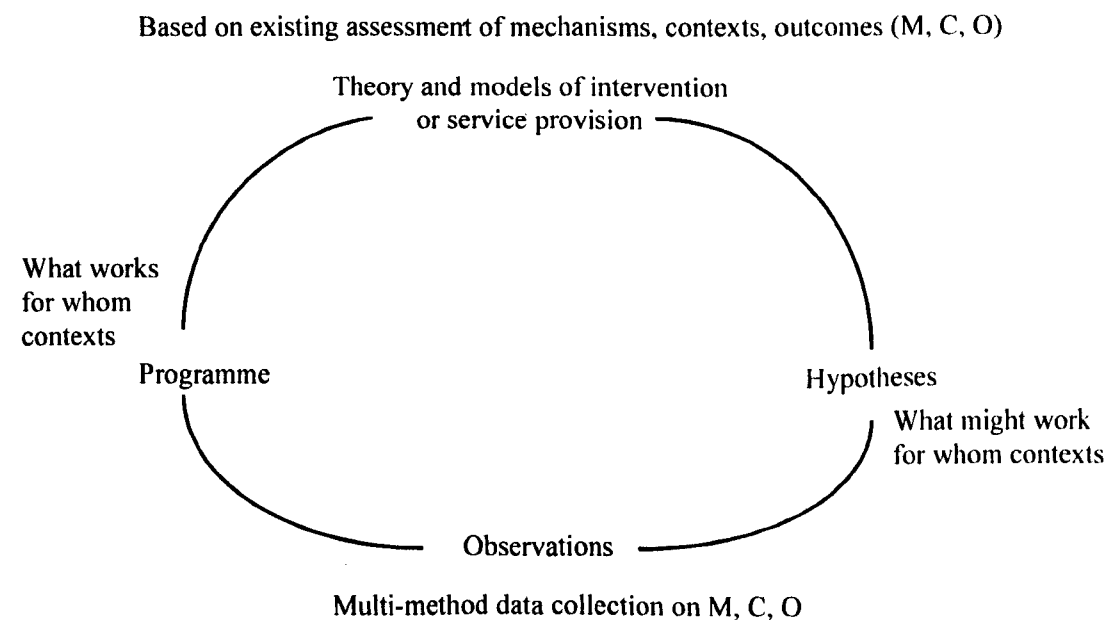 Based on existing assessment of mechanisms, contexts, outcomes (M, C, O)
Theory and models of intervention
or service provision
What works
for whom
contexts
Programme
Hypotheses
What might work
for whom contexts
Observations
Multi-method data collection on M, C, O